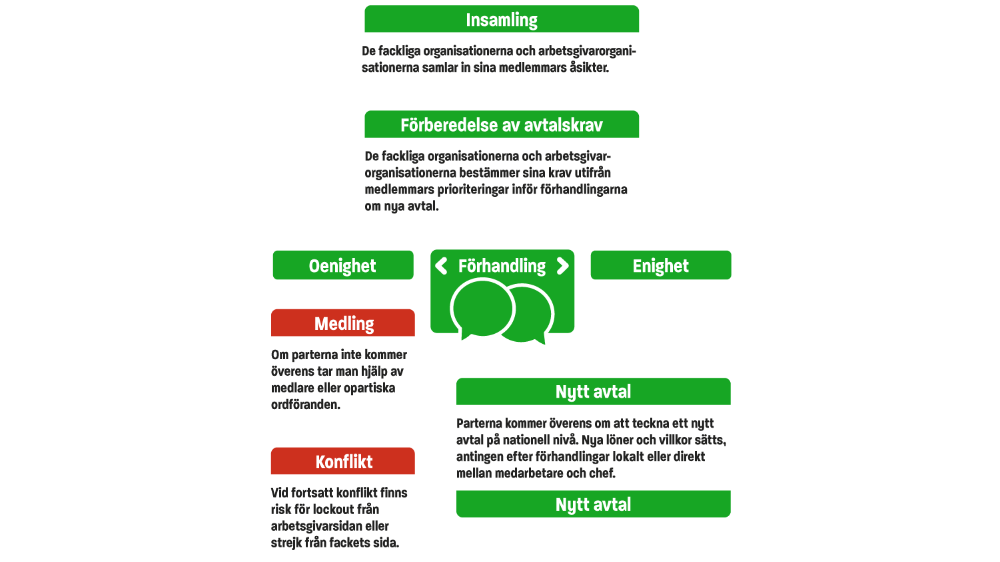 Insamling
De fackliga organisationerna och arbetsgivarorgani-
sationerna samlar in sina medlemmars åsikter.
Förberedelse av avtalskrav
De fackliga organisationerna och arbetsgivar-
organisationerna bestämmer sina krav utifrån
medlemmars prioriteringar inför förhandlingarna
om nya avtal.
Oenighet
Förhandling
Enighet
Medling
Om parterna inte kommer
överens tar man hjälp av
medlare eller opartiska
ordföranden.
Konflikt
Vid fortsatt konflikt finns
risk för lockout från
arbetsgivarsidan eller
strejk från fackets sida.
Nytt avtal
Parterna kommer överens om att teckna ett nytt
avtal på nationell nivå. Nya löner och villkor sätts,
antingen efter förhandlingar lokalt eller direkt
mellan medarbetare och chef.
Nytt avtal